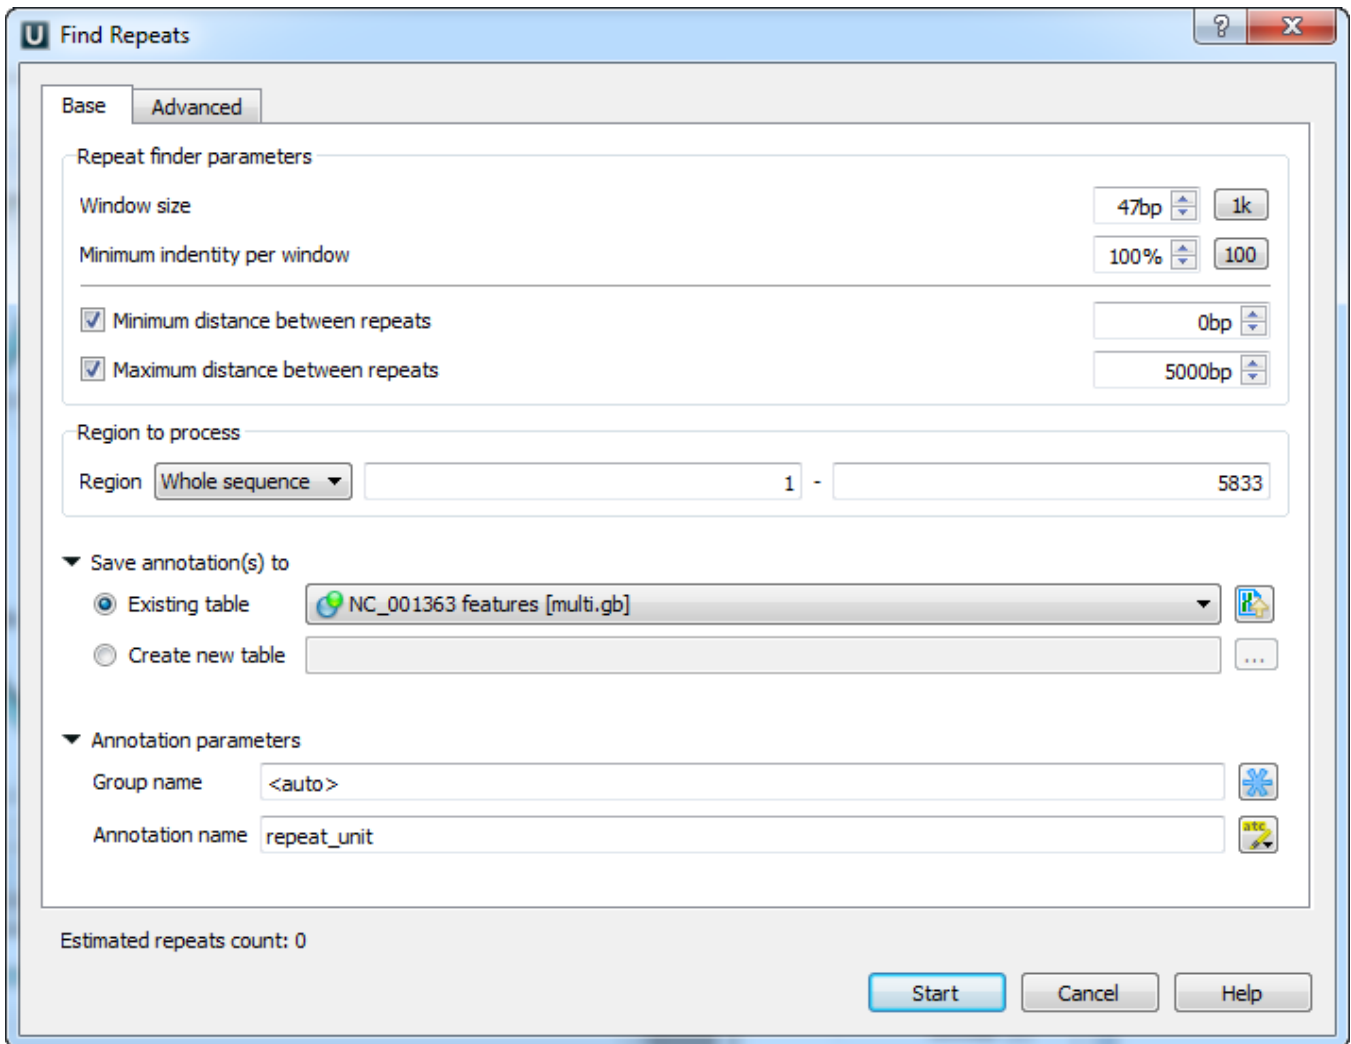 U Find Repeats
? X
Base Advanced
Repeat finder parameters
Window size 47bp 1k
Minimum indentity per window 100% 100
Minimum distance between repeats 0bp
Maximum distance between repeats 5000bp
Region to process
Region Whole sequence 1 - 5833
Save annotation(s) to
Existing table NC_001363 features [multi.gb]
Create new table ...
Annotation parameters
Group name <auto>
Annotation name repeat_unit atc
Estimated repeats count: 0
Start Cancel Help